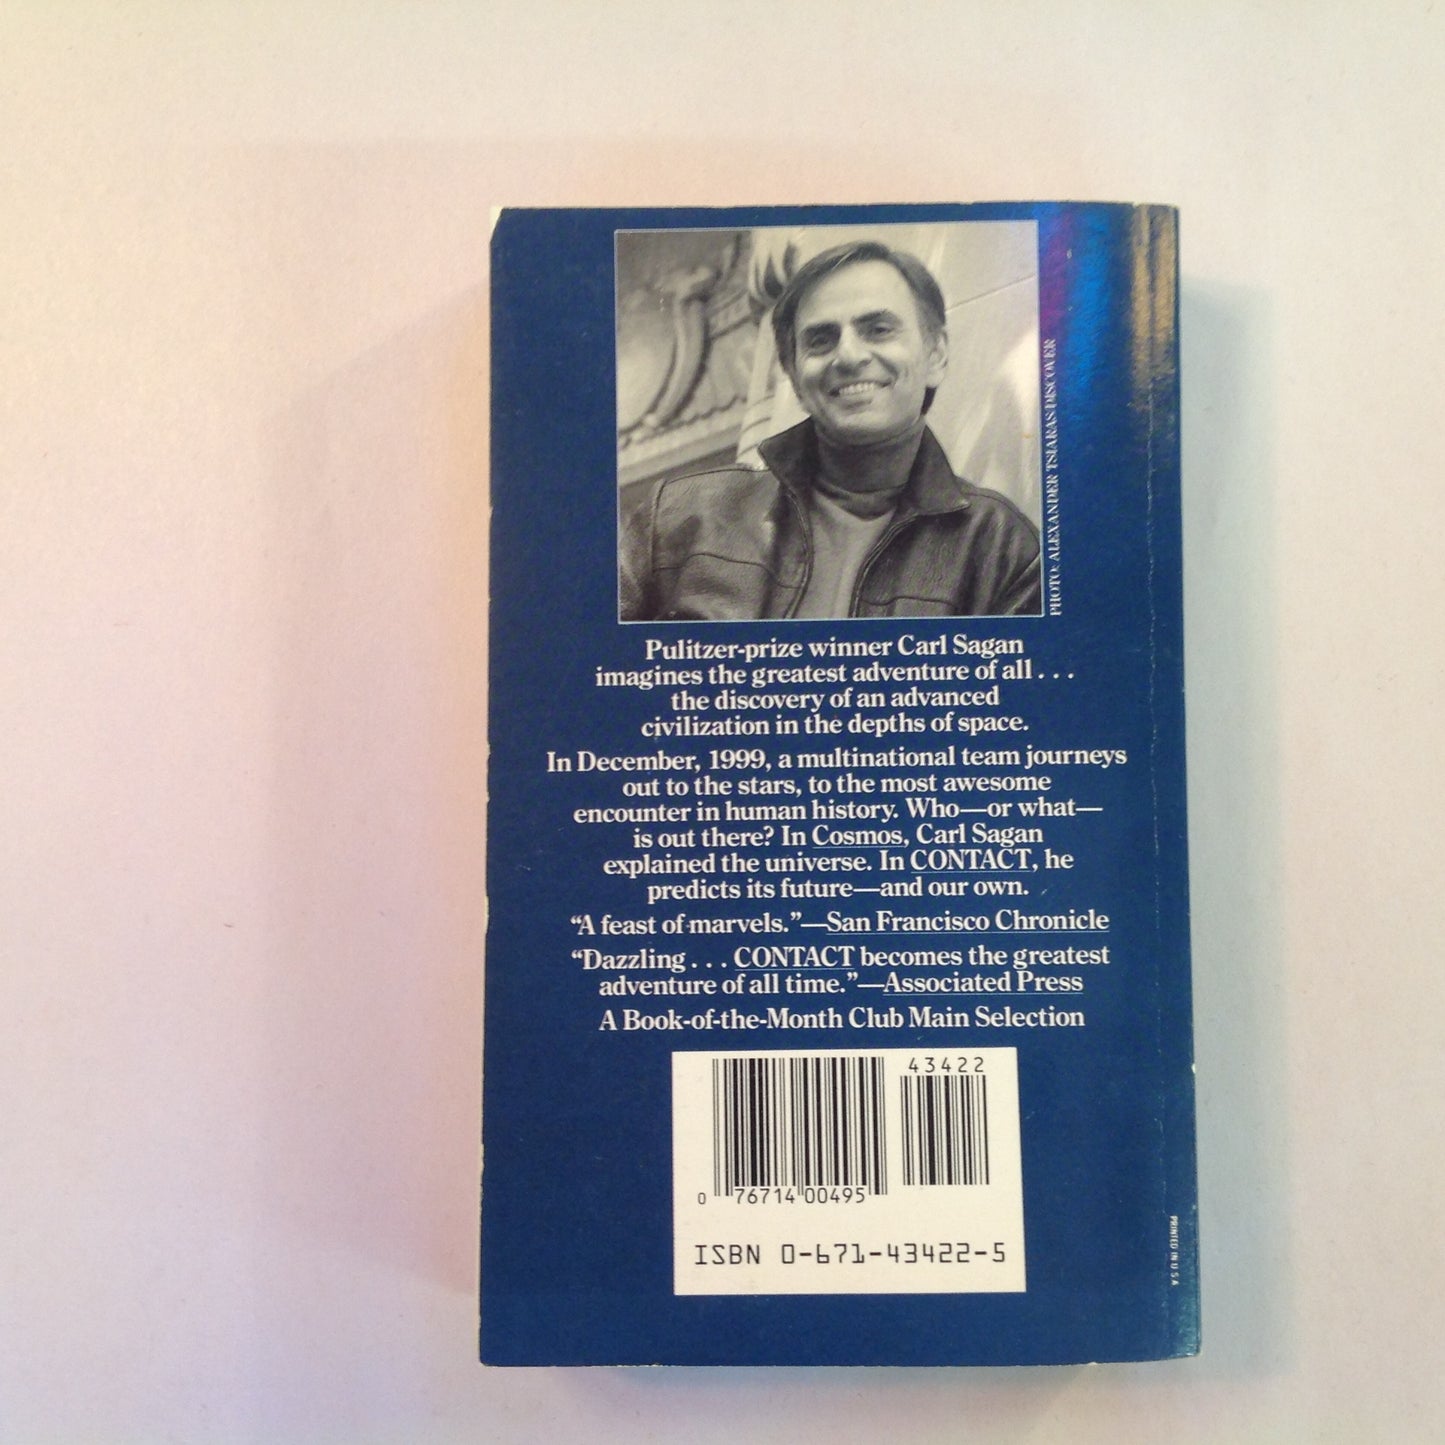 PHOTO: ALEXANDER TSIARAS/DISCOVER
Pulitzer-prize winner Carl Sagan
imagines the greatest adventure of all . . .
the discovery of an advanced
civilization in the depths of space.
In December, 1999, a multinational team journeys
out to the stars, to the most awesome
encounter in human history. Who—or what—
is out there? In Cosmos, Carl Sagan
explained the universe. In CONTACT, he
predicts its future—and our own.
“A feast of marvels.”—San Francisco Chronicle
“Dazzling . . . CONTACT becomes the greatest
adventure of all time.”—Associated Press
A Book-of-the-Month Club Main Selection
43422
0 76714 00495
ISBN 0-671-43422-5
PRINTED IN U.S.A.